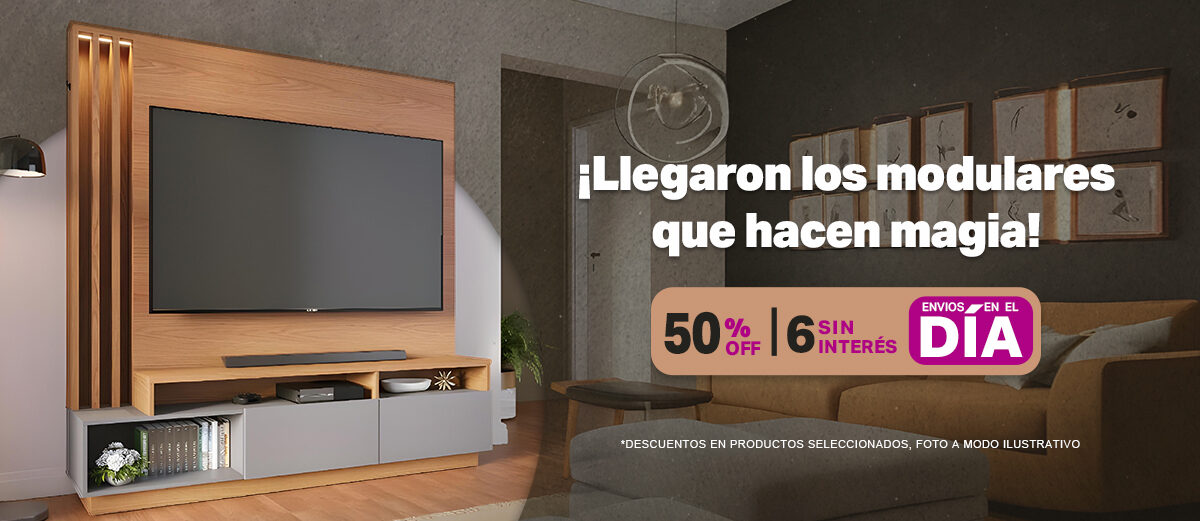 ¡Llegaron los modulares
que hacen magia!
50% OFF | 6 SIN INTERÉS
ENVIOS EN EL
DÍA
*DESCUENTOS EN PRODUCTOS SELECCIONADOS, FOTO A MODO ILUSTRATIVO